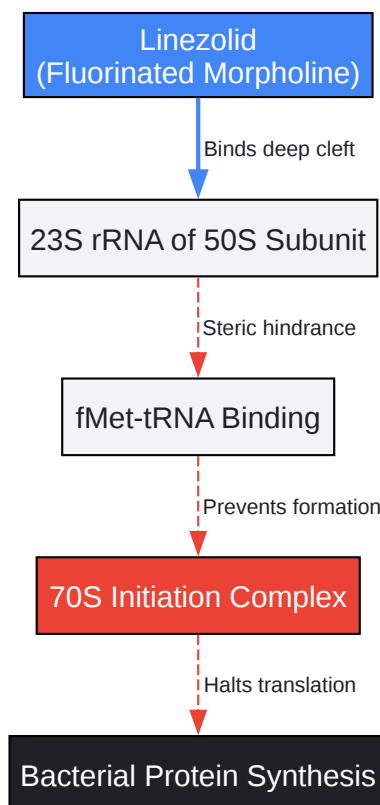 Linezolid
(Fluorinated Morpholine)
Binds deep cleft
23S rRNA of 50S Subunit
Steric hindrance
fMet-tRNA Binding
Prevents formation
70S Initiation Complex
Halts translation
Bacterial Protein Synthesis